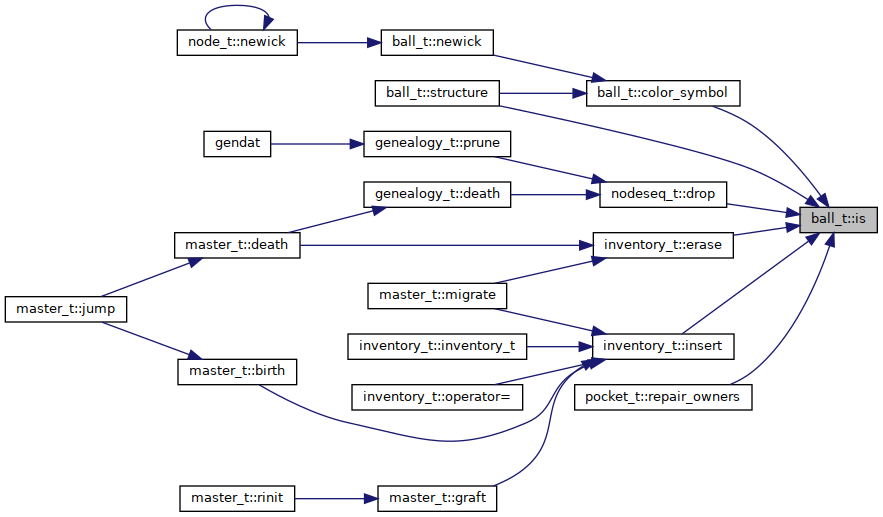 node_t::newick
ball_t::newick
ball_t::structure
ball_t::color_symbol
gendat
genealogy_t::prune
genealogy_t::death
nodeseq_t::drop
ball_t::is
master_t::death
inventory_t::erase
master_t::migrate
master_t::jump
inventory_t::inventory_t
inventory_t::insert
master_t::birth
inventory_t::operator=
pocket_t::repair_owners
master_t::rinit
master_t::graft